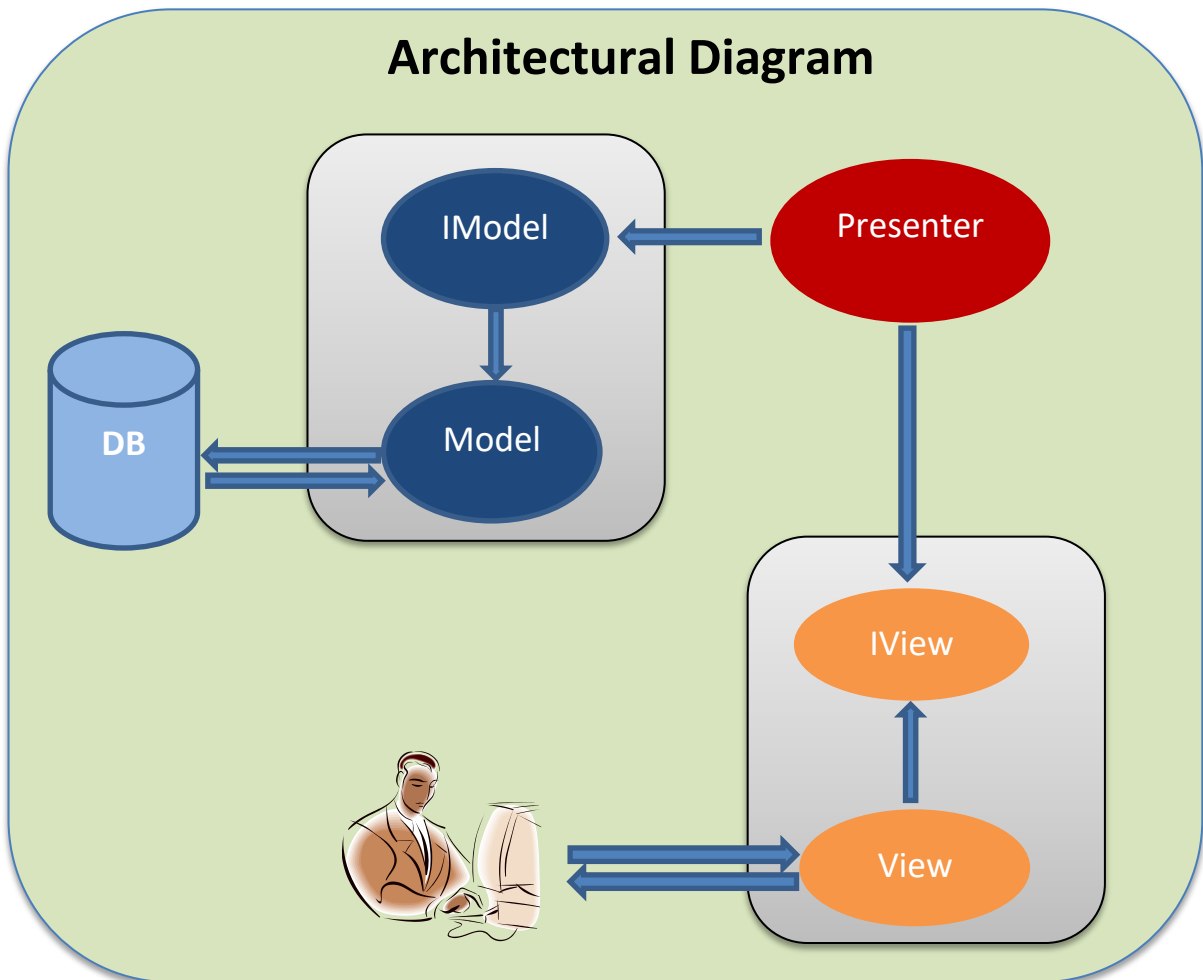 Architectural Diagram
IModel
Presenter
DB
Model
IView
View